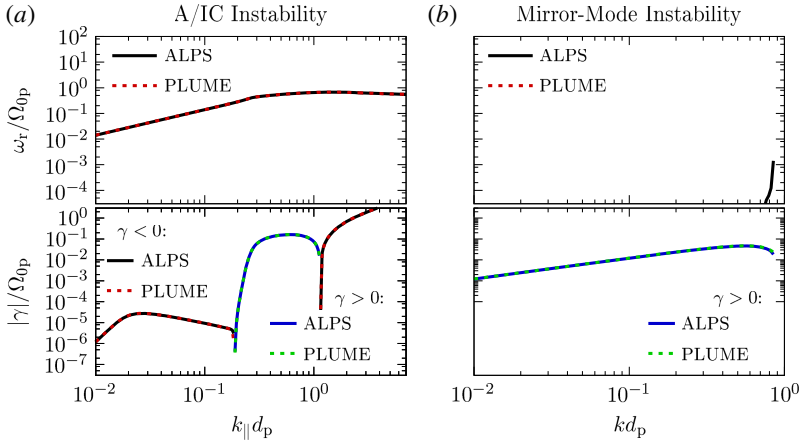 (a) A/IC Instability
(b) Mirror-Mode Instability
ω_r/Ω_0p
10^2
10^1
10^0
10^-1
10^-2
10^-3
10^-4
ALPS
PLUME
ALPS
PLUME
|γ|/Ω_0p
10^0
10^-1
10^-2
10^-3
10^-4
10^-5
10^-6
10^-7
γ < 0:
ALPS
PLUME
γ > 0:
ALPS
PLUME
γ > 0:
ALPS
PLUME
10^-2 10^-1 10^0
10^-2 10^-1 10^0
k_∥d_p
kd_p